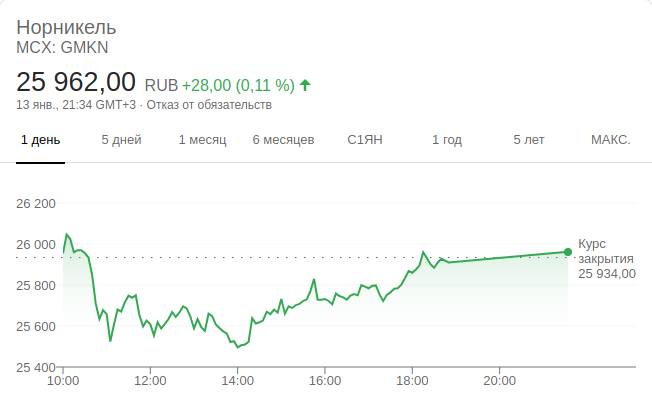 Норникель
MCX: GMKN
25 962,00 RUB +28,00 (0,11 %)
13 янв., 21:34 GMT+3 · Отказ от обязательств
1 день 5 дней 1 месяц 6 месяцев С1ЯН 1 год 5 лет МАКС.
26 200
26 000
25 800
25 600
25 400
Курс
закрытия
25 934,00
10:00 12:00 14:00 16:00 18:00 20:00